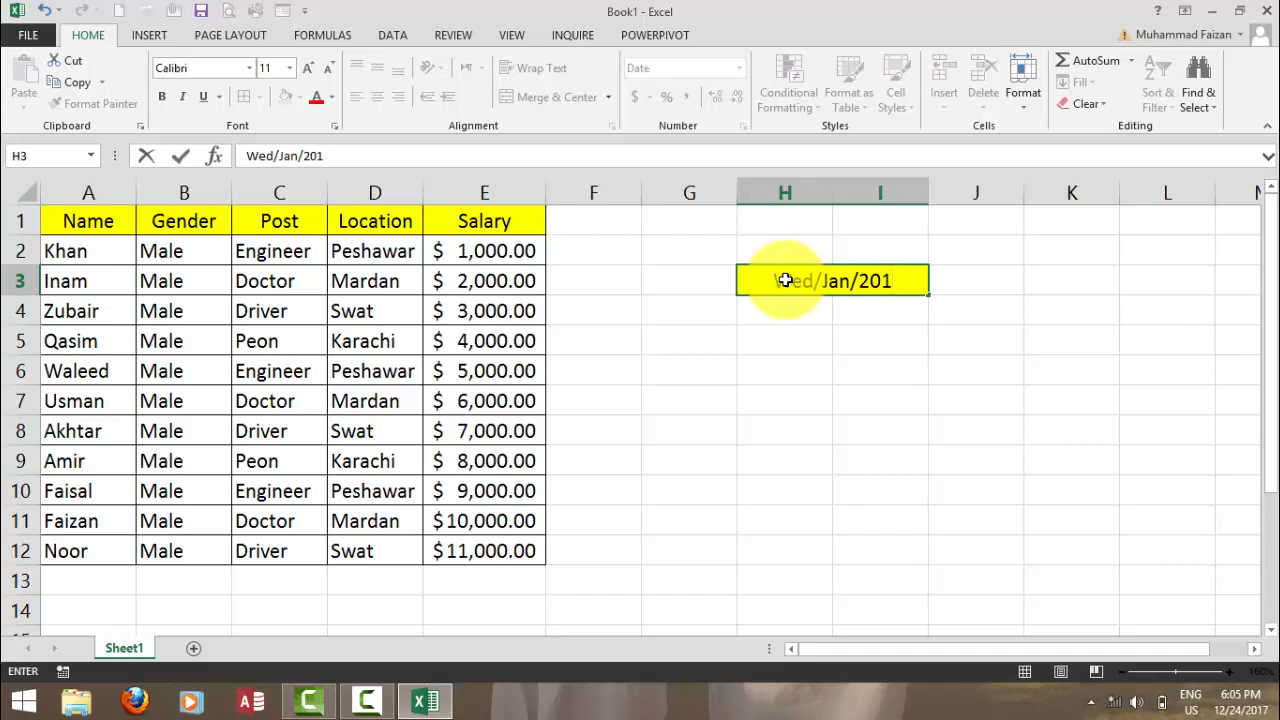 Book1 - Excel
FILE HOME INSERT PAGE LAYOUT FORMULAS DATA REVIEW VIEW INQUIRE POWERPIVOT Muhammad Faizan
Cut
Copy
Format Painter
Paste
Clipboard
Calibri 11
B I U
Font
Wrap Text
Merge & Center
Alignment
Date
$ % ,
Number
Conditional Formatting
Format as Table
Cell Styles
Styles
Insert Delete Format
Cells
AutoSum
Fill
Clear
Sort & Filter
Find & Select
Editing
H3 fx Wed/Jan/201
A B C D E F G H I J K L
1 Name Gender Post Location Salary
2 Khan Male Engineer Peshawar $ 1,000.00
3 Inam Male Doctor Mardan $ 2,000.00 Wed/Jan/201
4 Zubair Male Driver Swat $ 3,000.00
5 Qasim Male Peon Karachi $ 4,000.00
6 Waleed Male Engineer Peshawar $ 5,000.00
7 Usman Male Doctor Mardan $ 6,000.00
8 Akhtar Male Driver Swat $ 7,000.00
9 Amir Male Peon Karachi $ 8,000.00
10 Faisal Male Engineer Peshawar $ 9,000.00
11 Faizan Male Doctor Mardan $10,000.00
12 Noor Male Driver Swat $11,000.00
13
14
Sheet1
ENTER 160%
ENG 6:05 PM
US 12/24/2017